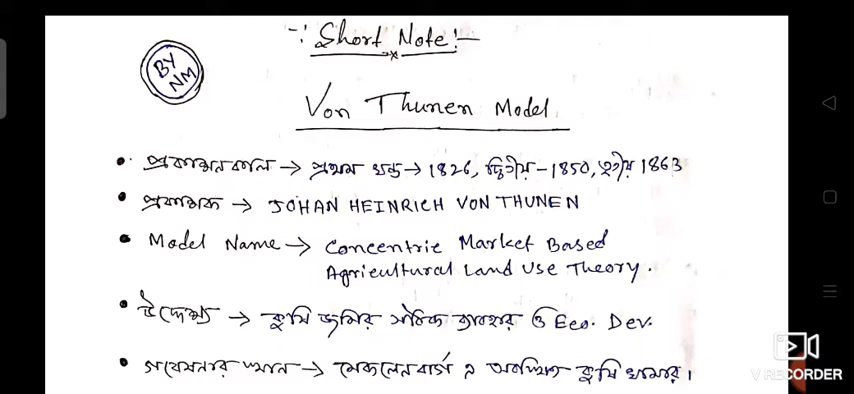 ∵ Short Note:—
BY
NM
Von Thunen Model
• প্রকাশনকাল → প্রথম খন্ড → 1826, দ্বিতীয় - 1850, তৃতীয় 1863
• প্রকাশক → JOHAN HEINRICH VON THUNEN
• Model Name → Concentric Market Based
Agricultural Land Use Theory.
• উদ্দেশ্য → কৃষি জমির সঠিক ব্যবহার ও Eco. Dev.
• গবেষনার স্থান → মেকলেনবার্গ এ অবস্থিত কৃষি খামার।
V RECORDER